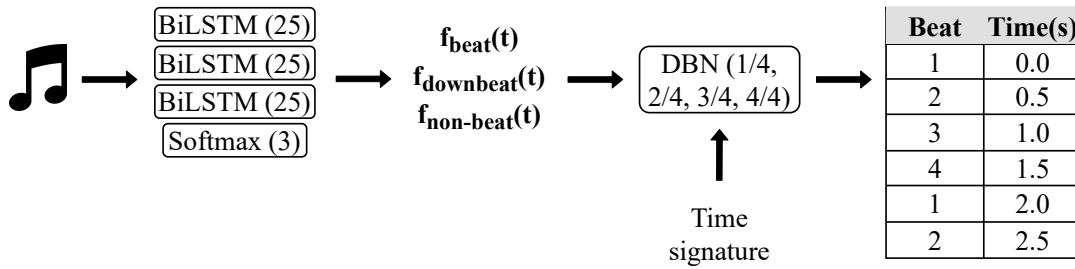 BiLSTM (25)
BiLSTM (25)
BiLSTM (25)
Softmax (3)
f_beat(t)
f_downbeat(t)
f_non-beat(t)
DBN (1/4,
2/4, 3/4, 4/4)
Time
signature
Beat Time(s)
1 0.0
2 0.5
3 1.0
4 1.5
1 2.0
2 2.5